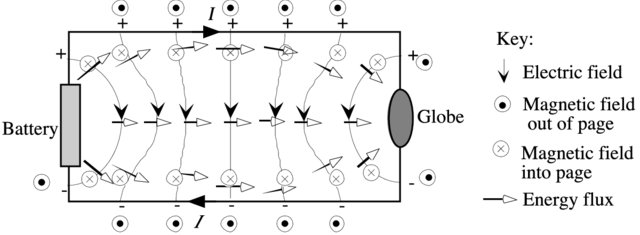 I
+ + + + +
+ +
Key:
Electric field
Battery
Globe
Magnetic field
out of page
Magnetic field
into page
- -
Energy flux
- - - - -
I